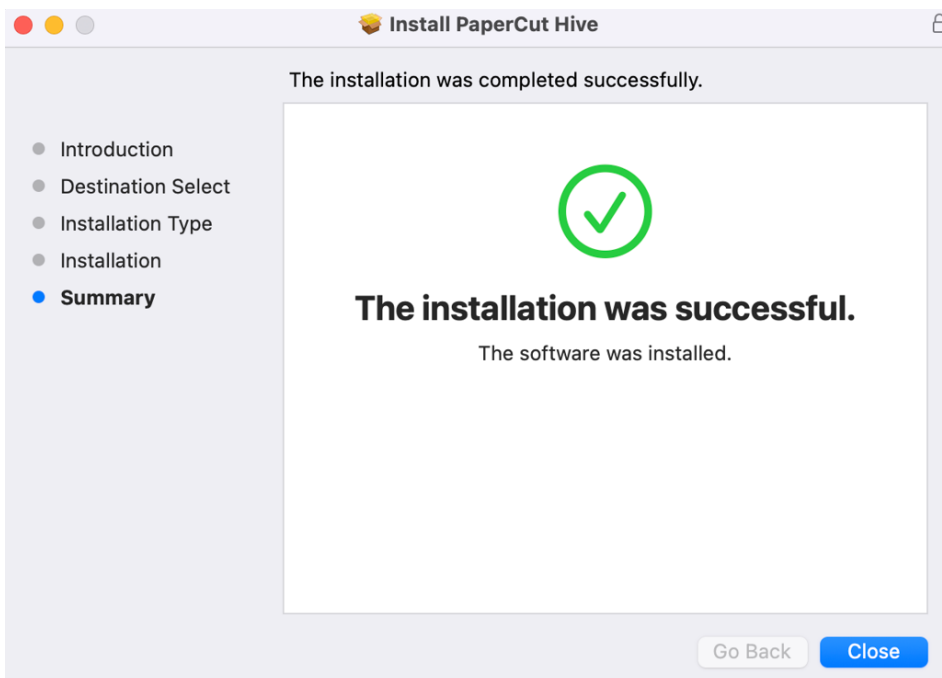 Install PaperCut Hive
The installation was completed successfully.
Introduction
Destination Select
Installation Type
Installation
Summary
The installation was successful.
The software was installed.
Go Back
Close